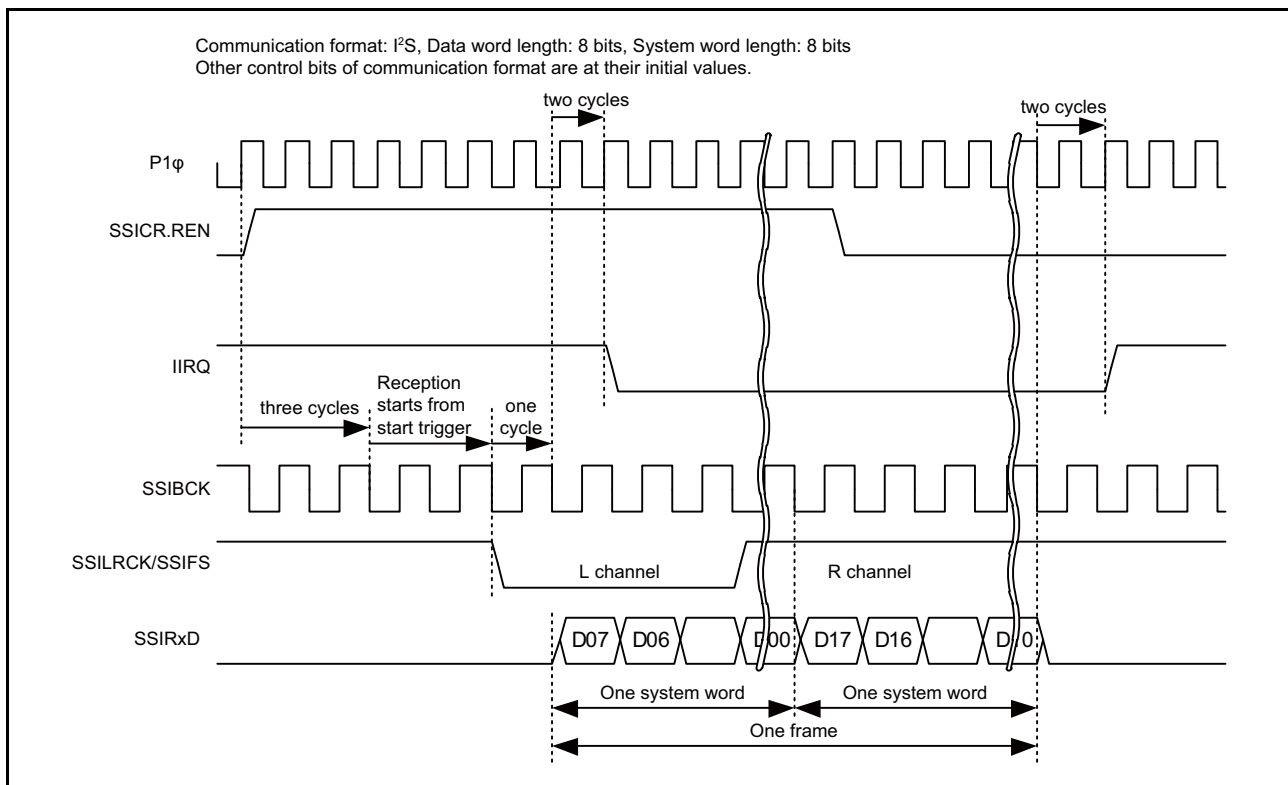 Communication format: I²S, Data word length: 8 bits, System word length: 8 bits
Other control bits of communication format are at their initial values.
two cycles
two cycles
P1φ
SSICR.REN
IIRQ
three cycles
Reception
starts from
start trigger
one
cycle
SSIBCK
SSILRCK/SSIFS
L channel
R channel
SSIRxD
D07
D06
D00
D17
D16
D10
One system word
One system word
One frame